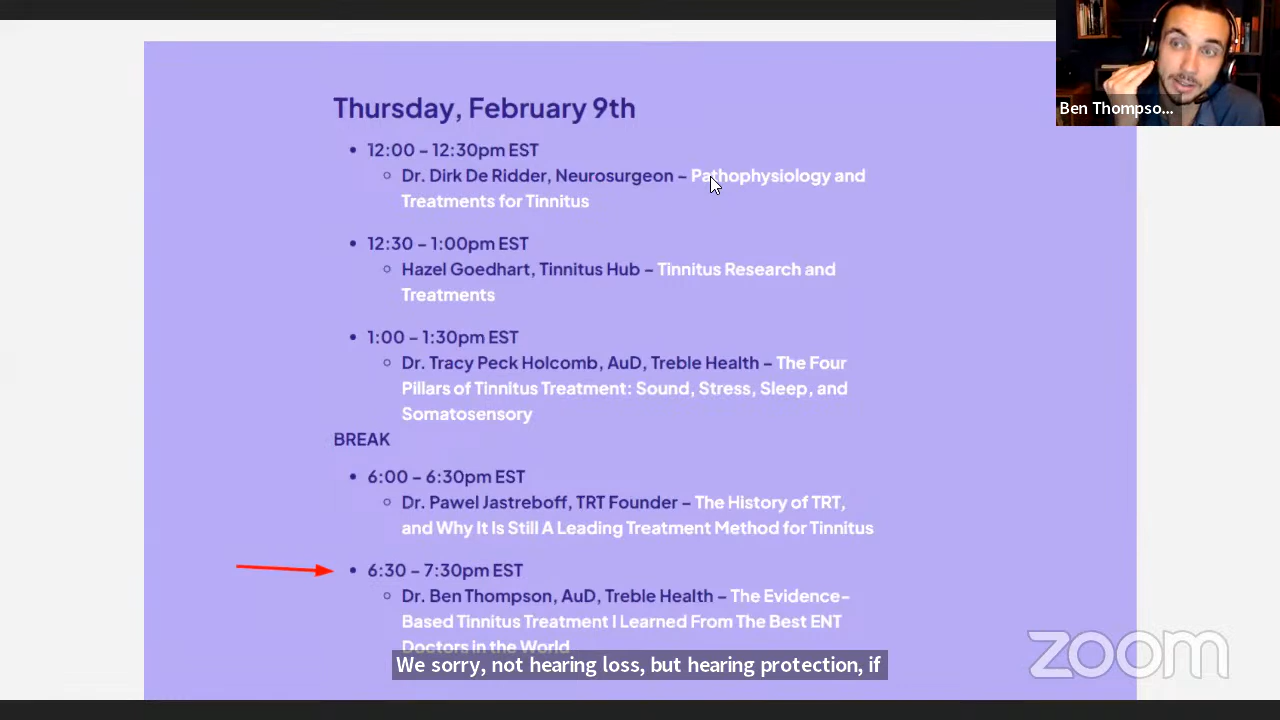 Thursday, February 9th
• 12:00 – 12:30pm EST
◦ Dr. Dirk De Ridder, Neurosurgeon – Pathophysiology and
Treatments for Tinnitus
• 12:30 – 1:00pm EST
◦ Hazel Goedhart, Tinnitus Hub – Tinnitus Research and
Treatments
• 1:00 – 1:30pm EST
◦ Dr. Tracy Peck Holcomb, AuD, Treble Health – The Four
Pillars of Tinnitus Treatment: Sound, Stress, Sleep, and
Somatosensory
BREAK
• 6:00 – 6:30pm EST
◦ Dr. Pawel Jastreboff, TRT Founder – The History of TRT,
and Why It Is Still A Leading Treatment Method for Tinnitus
• 6:30 – 7:30pm EST
◦ Dr. Ben Thompson, AuD, Treble Health – The Evidence-
Based Tinnitus Treatment I Learned From The Best ENT
Doctors in the World
We sorry, not hearing loss, but hearing protection, if
Ben Thompso...
zoom